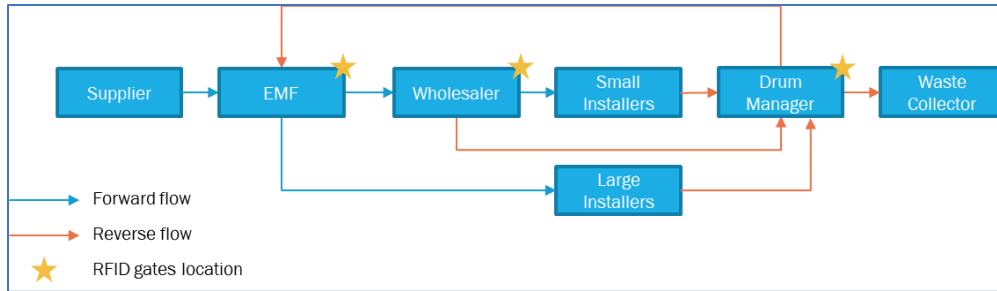 Supplier
EMF
Wholesaler
Small
Installers
Drum
Manager
Waste
Collector
Large
Installers
Forward flow
Reverse flow
RFID gates location